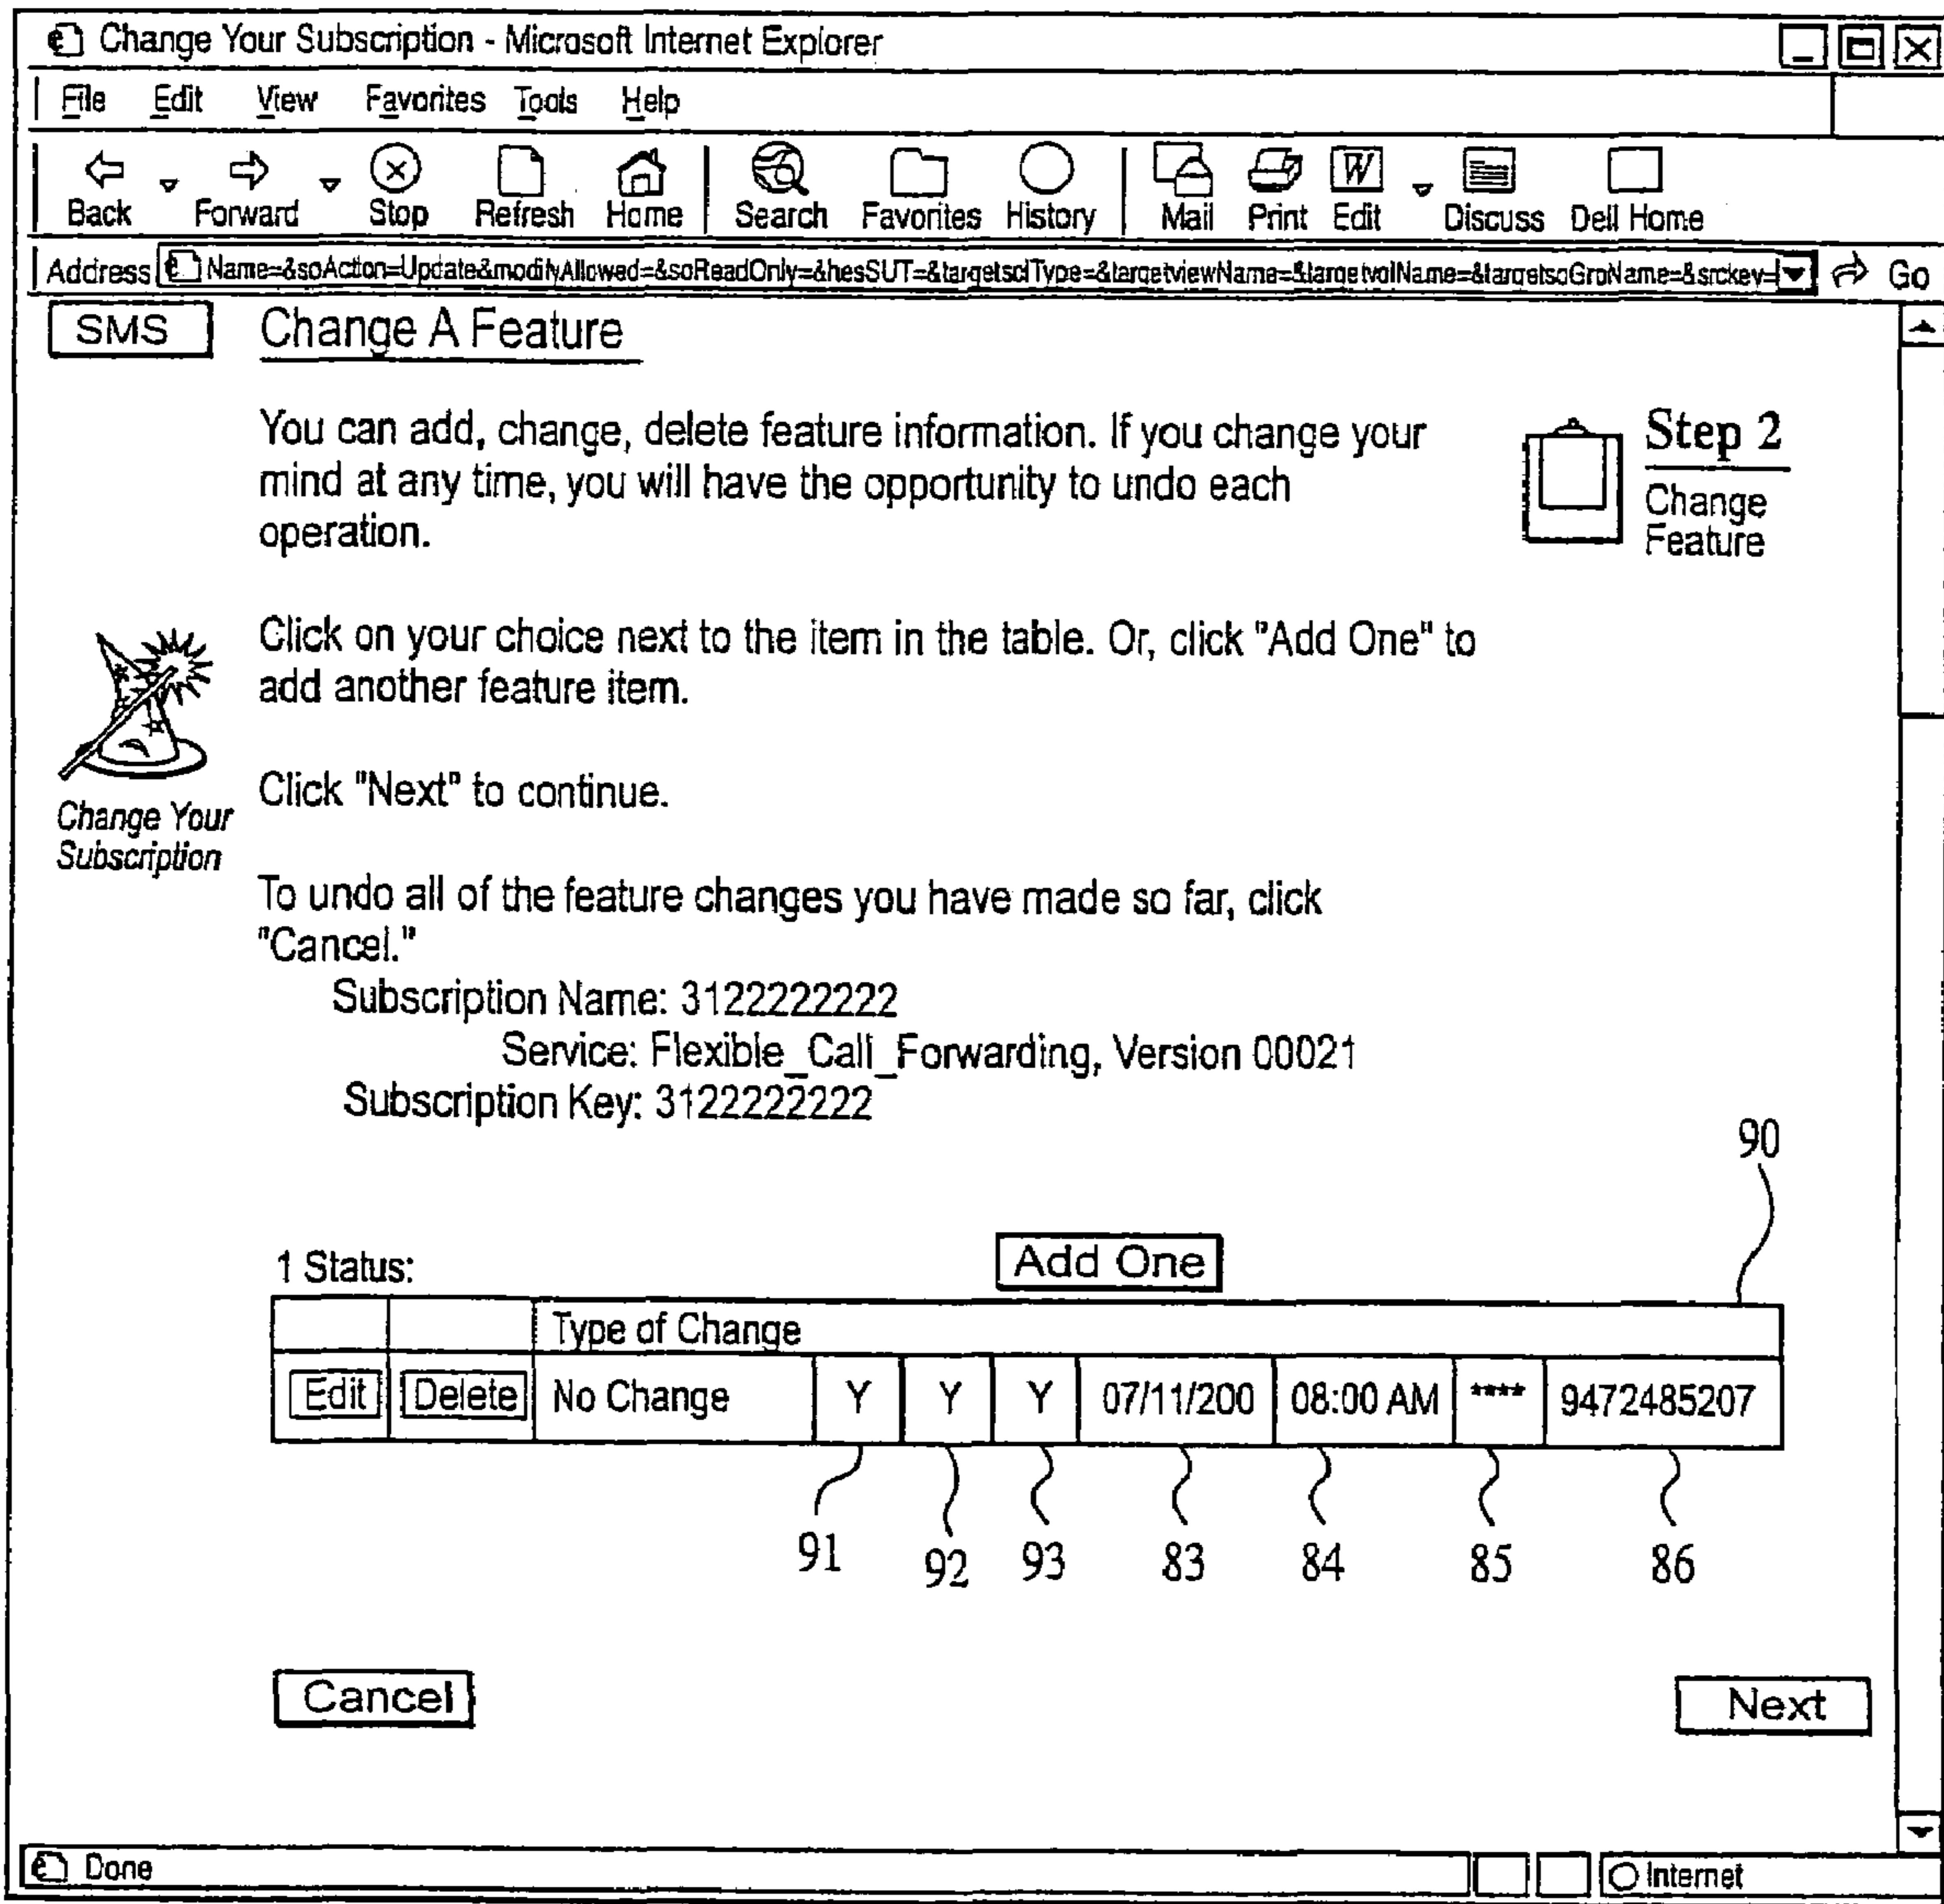 Change Your Subscription - Microsoft Internet Explorer
File Edit View Favorites Tools Help
Back Forward Stop Refresh Home Search Favorites History Mail Print Edit Discuss Dell Home
W
Address Name=&soAction=Update&modifyAllowed=&soReadOnly=&hesSUT=&targetsclType=&targetviewName=&targetvolName=&targetsoGrpName=&srckey= Go
SMS Change A Feature
You can add, change, delete feature information. If you change your
mind at any time, you will have the opportunity to undo each
operation.
Step 2
Change
Feature
Click on your choice next to the item in the table. Or, click "Add One" to
add another feature item.
Click "Next" to continue.
Change Your
Subscription
To undo all of the feature changes you have made so far, click
"Cancel."
Subscription Name: 3122222222
Service: Flexible_Call_Forwarding, Version 00021
Subscription Key: 3122222222
90
1 Status: Add One
Type of Change
Edit Delete No Change Y Y Y 07/11/200 08:00 AM **** 9472485207
91 92 93 83 84 85 86
Cancel Next
Done Internet